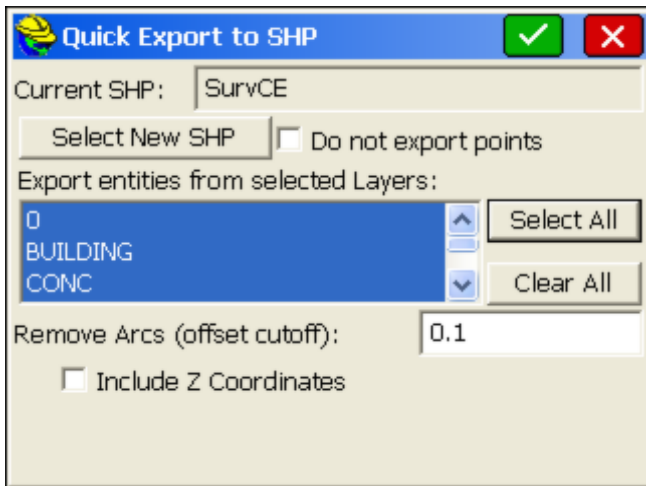 Quick Export to SHP
Current SHP: SurvCE
Select New SHP Do not export points
Export entities from selected Layers:
0
Select All
BUILDING
CONC
Clear All
Remove Arcs (offset cutoff): 0.1
Include Z Coordinates